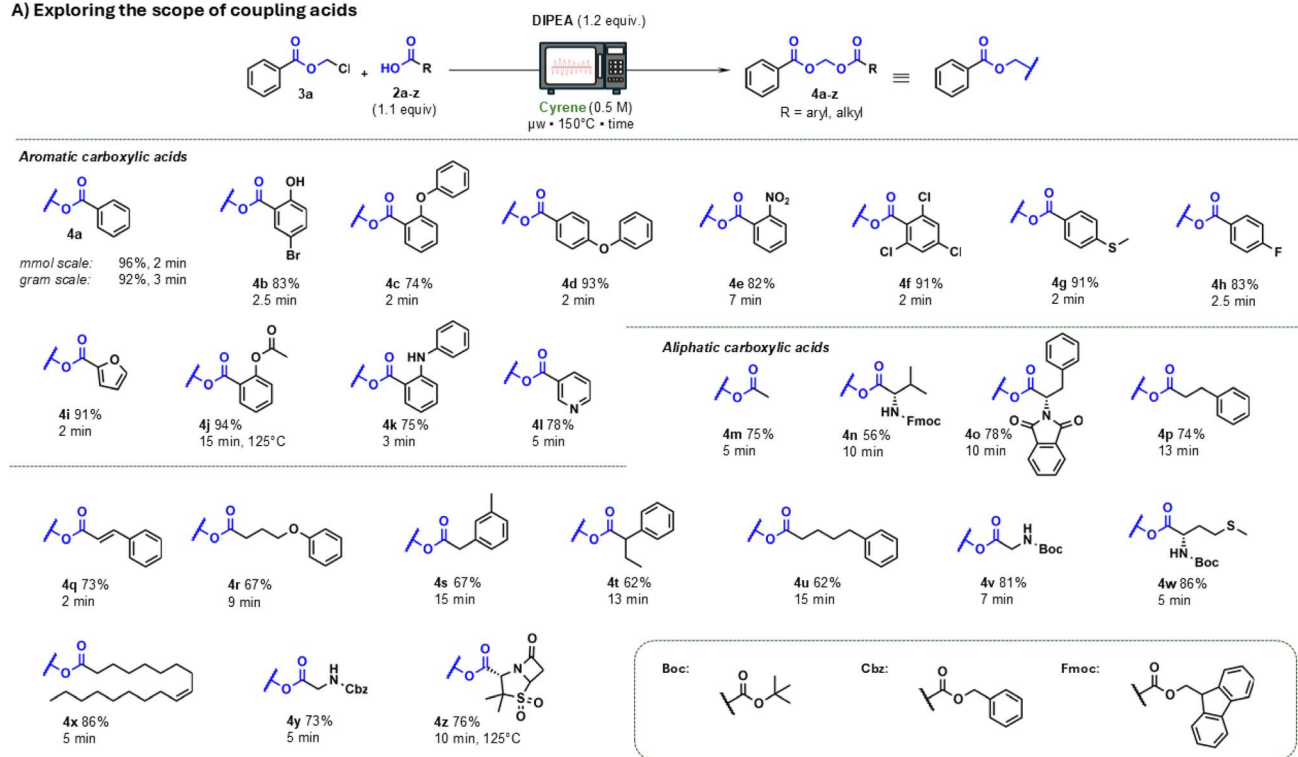 A) Exploring the scope of coupling acids
DIPEA (1.2 equiv.)
O
O
Cl
3a
+
O
HO
R
2a-z
(1.1 equiv)
Cyrene (0.5 M)
µw • 150°C • time
O
O
O
O
R
4a-z
R = aryl, alkyl
≡
O
O
Aromatic carboxylic acids
O
O
4a
mmol scale: 96%, 2 min
gram scale: 92%, 3 min
O
O
OH
Br
4b 83%
2.5 min
O
O
O
4c 74%
2 min
O
O
O
4d 93%
2 min
O
O
NO2
4e 82%
7 min
O
O
Cl
Cl
Cl
4f 91%
2 min
O
O
S
4g 91%
2 min
O
O
F
4h 83%
2.5 min
O
O
O
4i 91%
2 min
O
O
O
O
4j 94%
15 min, 125°C
O
O
HN
4k 75%
3 min
O
O
N
4l 78%
5 min
Aliphatic carboxylic acids
O
O
4m 75%
5 min
O
O
HN
Fmoc
4n 56%
10 min
O
O
N
O
O
4o 78%
10 min
O
O
4p 74%
13 min
O
O
4q 73%
2 min
O
O
O
4r 67%
9 min
O
O
4s 67%
15 min
O
O
4t 62%
13 min
O
O
4u 62%
15 min
O
O
H
N
Boc
4v 81%
7 min
O
O
S
HN
Boc
4w 86%
5 min
O
O
4x 86%
5 min
O
O
H
N
Cbz
4y 73%
5 min
O
O
O
N
S
O
O
4z 76%
10 min, 125°C
Boc:
O
O
Cbz:
O
O
Fmoc:
O
O